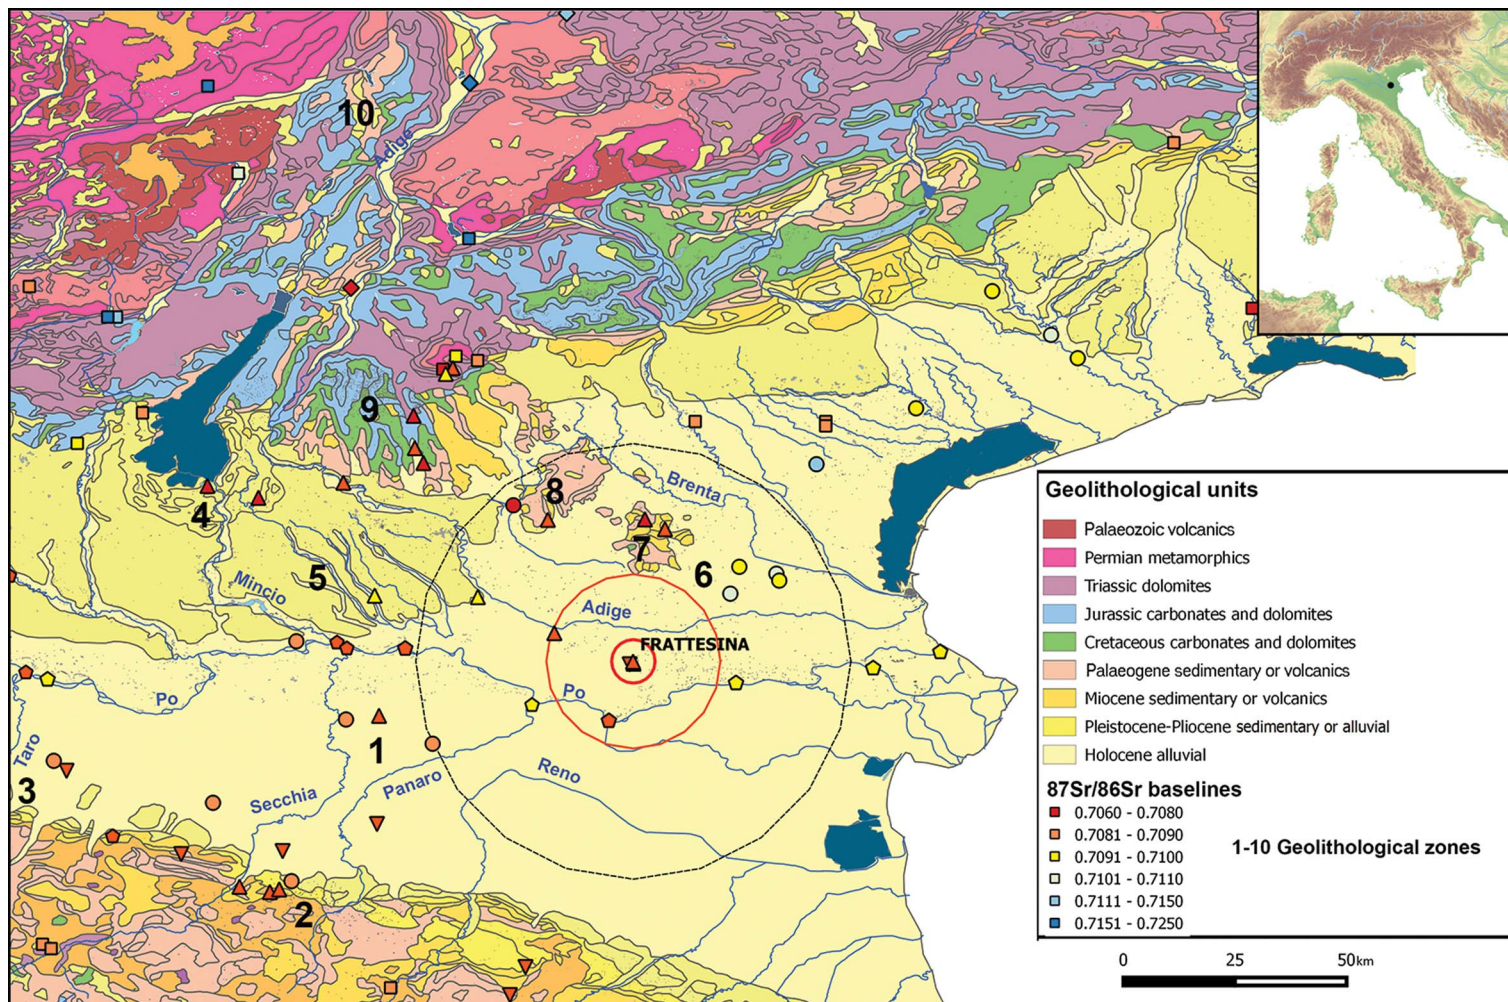 10
Adige
9
4
8
Brenta
7
6
5
Mincio
Adige
FRATTESINA
Po
Po
Taro
1
Panaro
Reno
3
Secchia
2
Geolithological units
Palaeozoic volcanics
Permian metamorphics
Triassic dolomites
Jurassic carbonates and dolomites
Cretaceous carbonates and dolomites
Palaeogene sedimentary or volcanics
Miocene sedimentary or volcanics
Pleistocene-Pliocene sedimentary or alluvial
Holocene alluvial
87Sr/86Sr baselines
0.7060 - 0.7080
0.7081 - 0.7090
0.7091 - 0.7100
0.7101 - 0.7110
0.7111 - 0.7150
0.7151 - 0.7250
1-10 Geolithological zones
0 25 50km